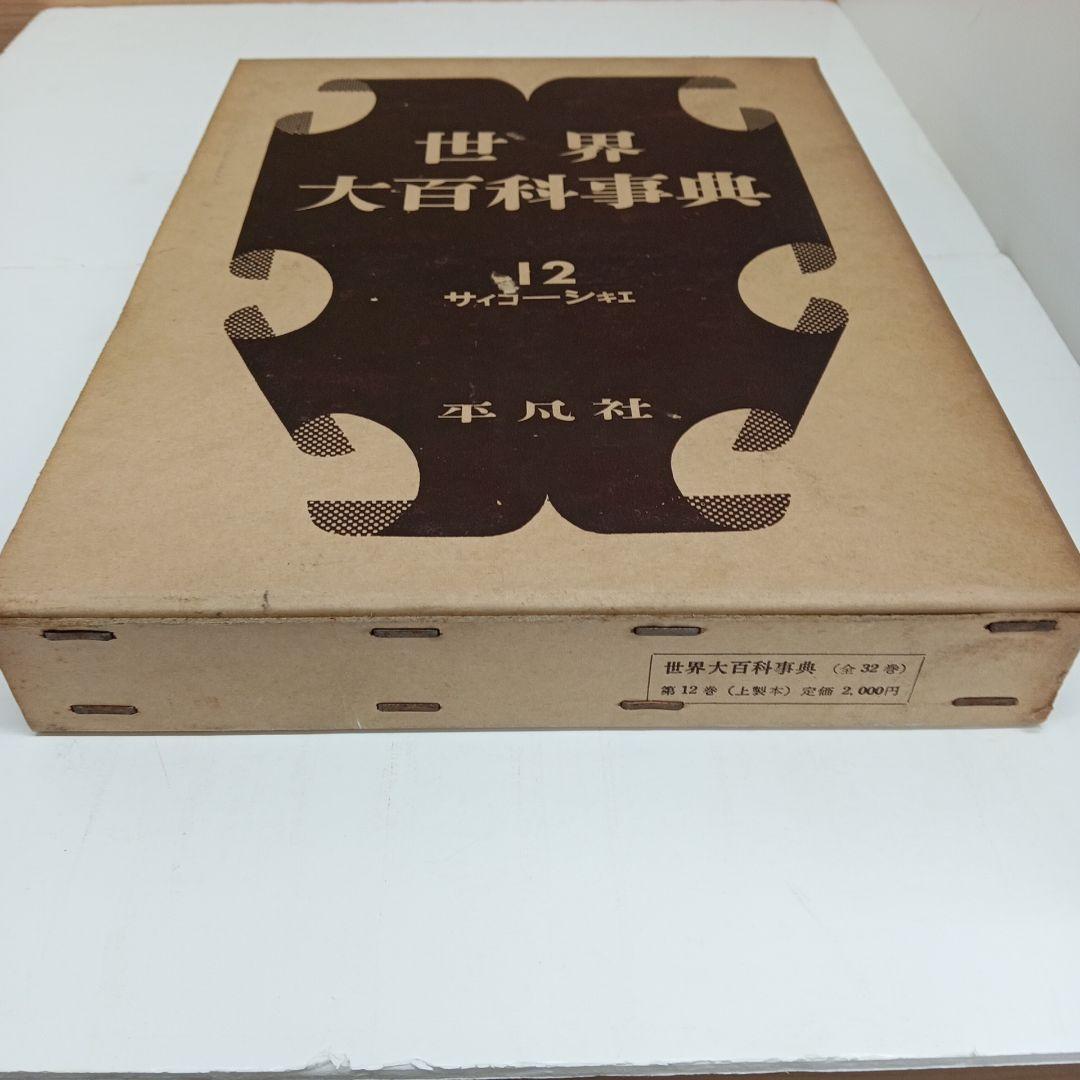 世界
大百科事典
12
サイコーシキエ
平凡社
世界大百科事典 (全32巻)
第12巻 (上製本) 定価 2,000円